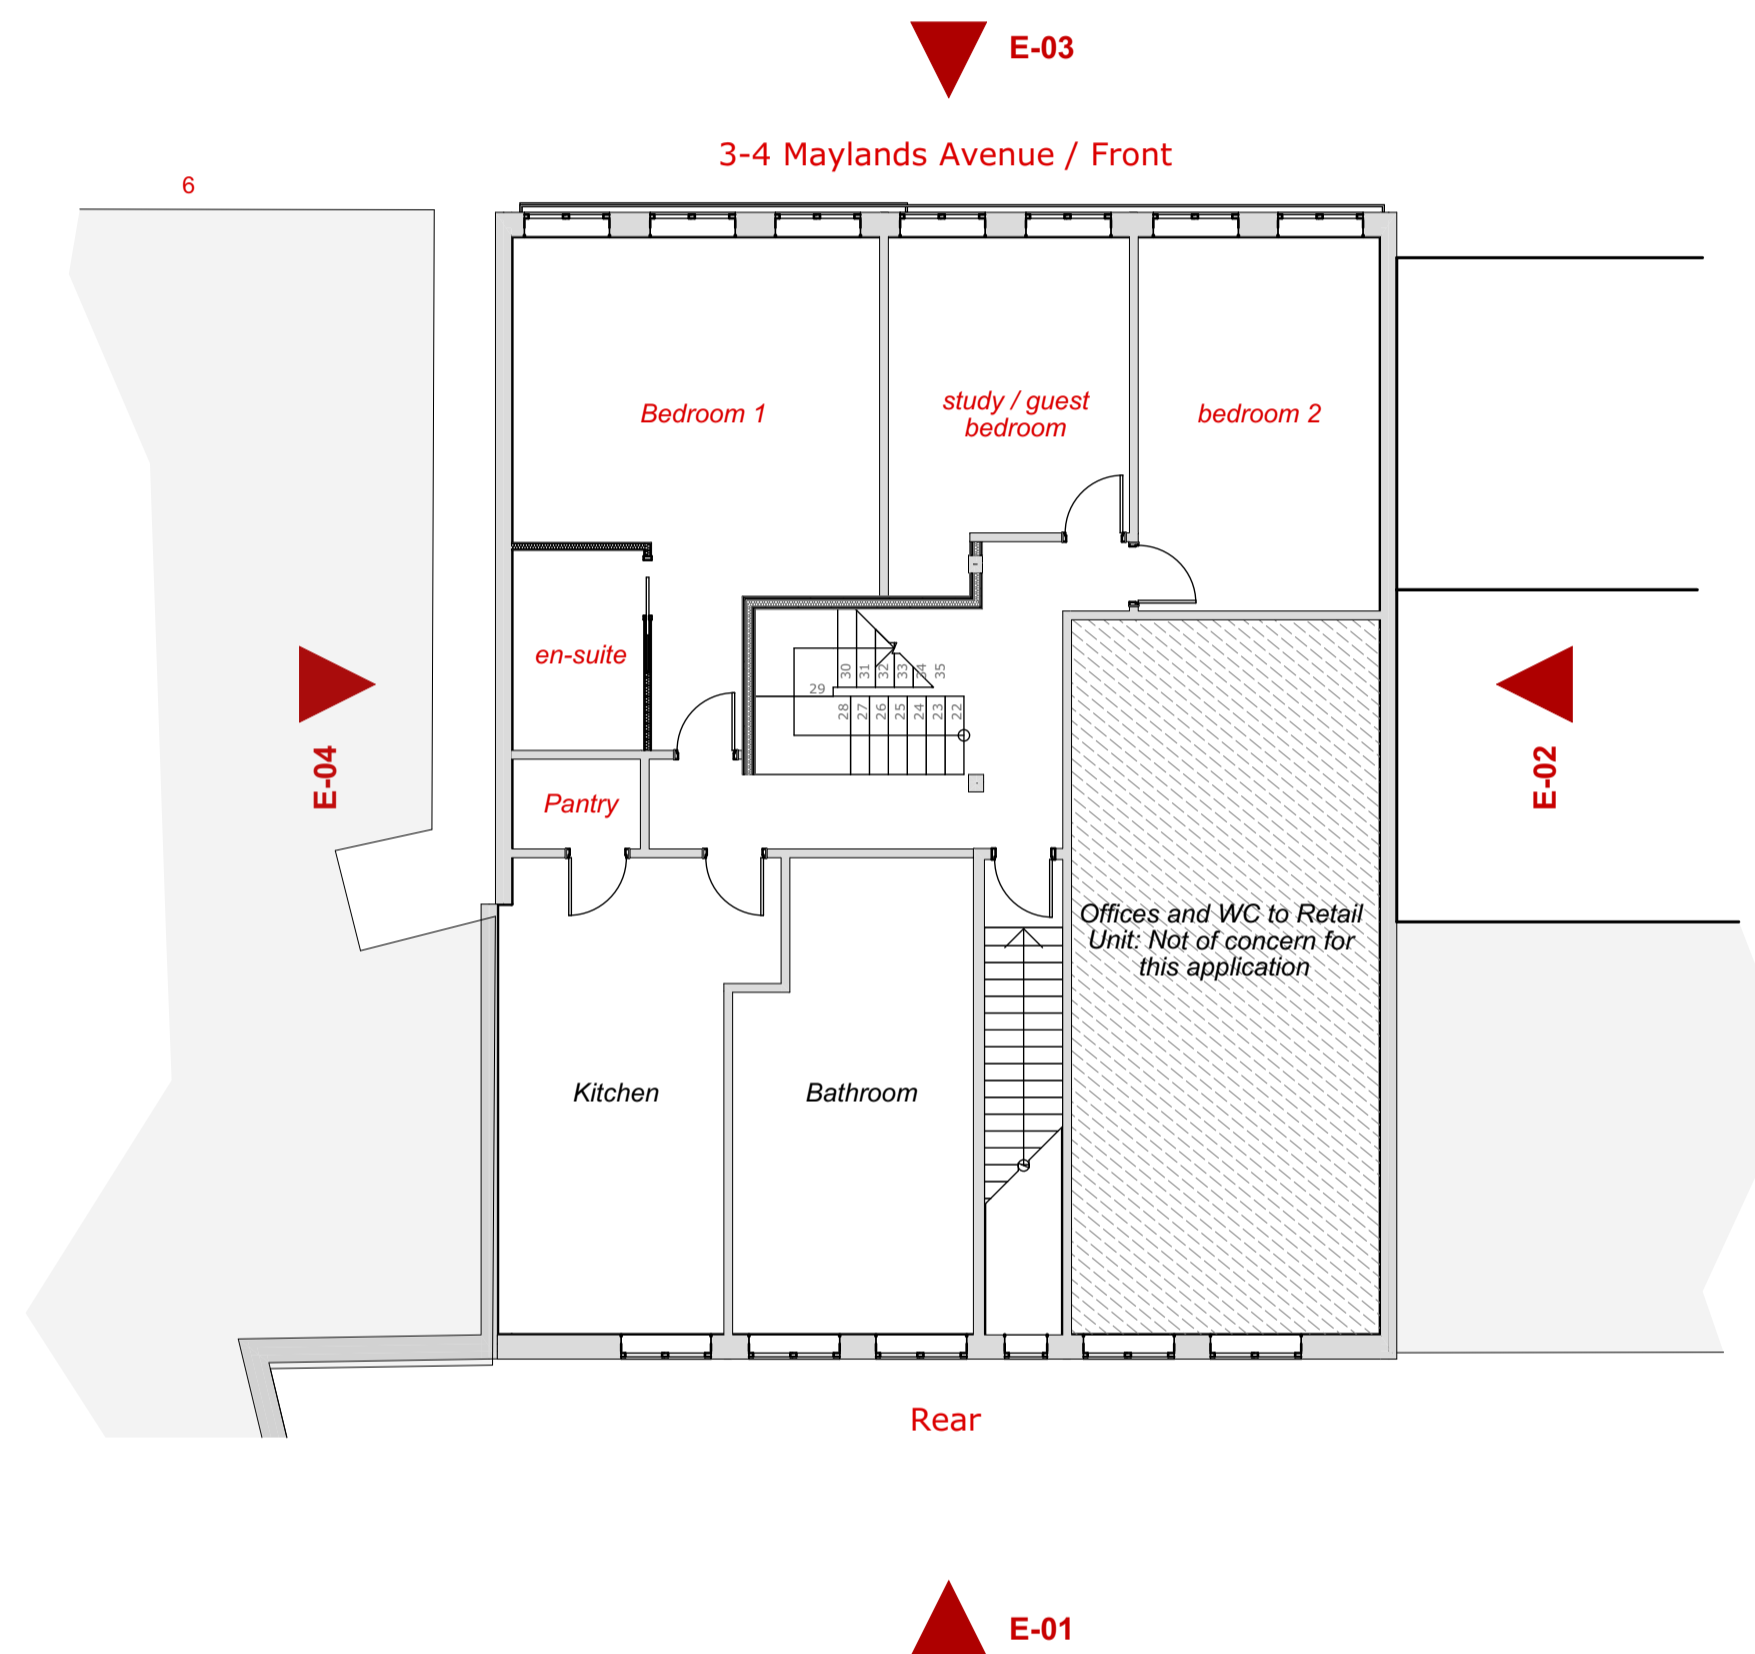 E-03
3-4 Maylands Avenue / Front
6
Bedroom 1
study / guest
bedroom
bedroom 2
en-suite
30
31
32
33
34
35
29
28
27
26
25
24
23
22
E-04
E-02
Pantry
Offices and WC to Retail
Unit: Not of concern for
this application
Kitchen
Bathroom
Rear
E-01